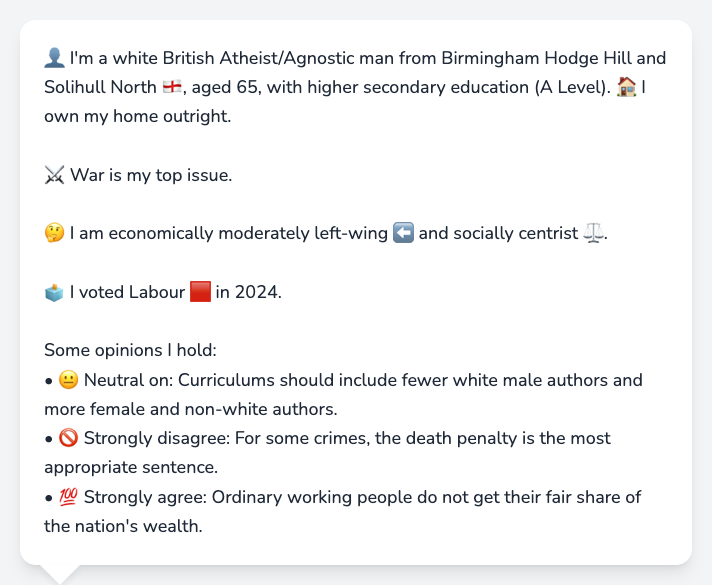 👤 I'm a white British Atheist/Agnostic man from Birmingham Hodge Hill and
Solihull North 🏴󠁧󠁢󠁥󠁮󠁧󠁿, aged 65, with higher secondary education (A Level). 🏠 I
own my home outright.
⚔️ War is my top issue.
🤔 I am economically moderately left-wing ⬅️ and socially centrist ⚖️.
🗳️ I voted Labour 🟥 in 2024.
Some opinions I hold:
• 😐 Neutral on: Curriculums should include fewer white male authors and
more female and non-white authors.
• 🚫 Strongly disagree: For some crimes, the death penalty is the most
appropriate sentence.
• 💯 Strongly agree: Ordinary working people do not get their fair share of
the nation's wealth.